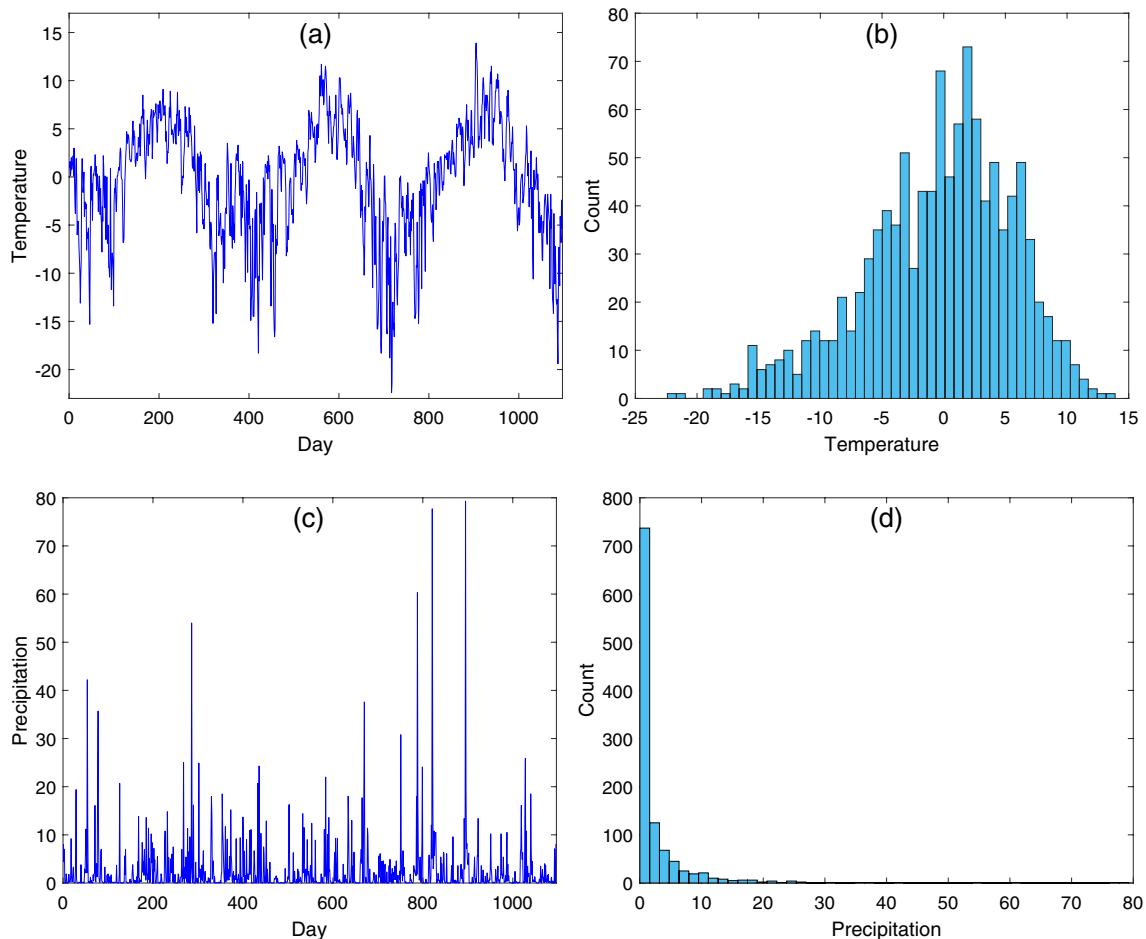 (a)
15
10
5
0
-5
-10
-15
-20
Temperature
0 200 400 600 800 1000
Day
(b)
80
70
60
50
40
30
20
10
0
Count
-25 -20 -15 -10 -5 0 5 10 15
Temperature
(c)
80
70
60
50
40
30
20
10
0
Precipitation
0 200 400 600 800 1000
Day
(d)
800
700
600
500
400
300
200
100
0
Count
0 10 20 30 40 50 60 70 80
Precipitation